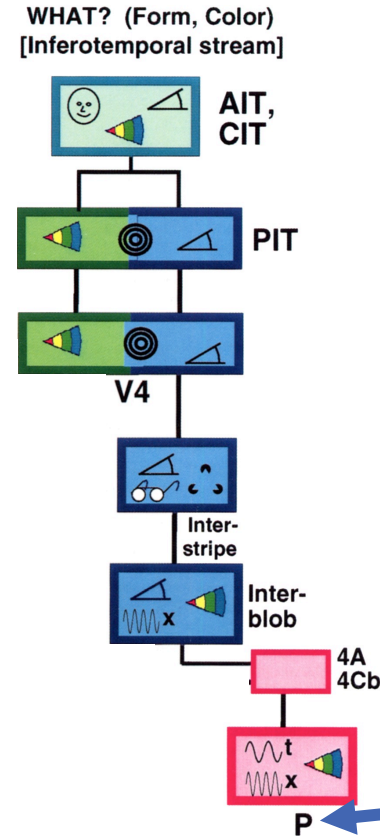 WHAT? (Form, Color)
[Inferotemporal stream]
AIT,
CIT
PIT
V4
Inter-
stripe
Inter-
blob
x
4A
4Cb
t
x
P